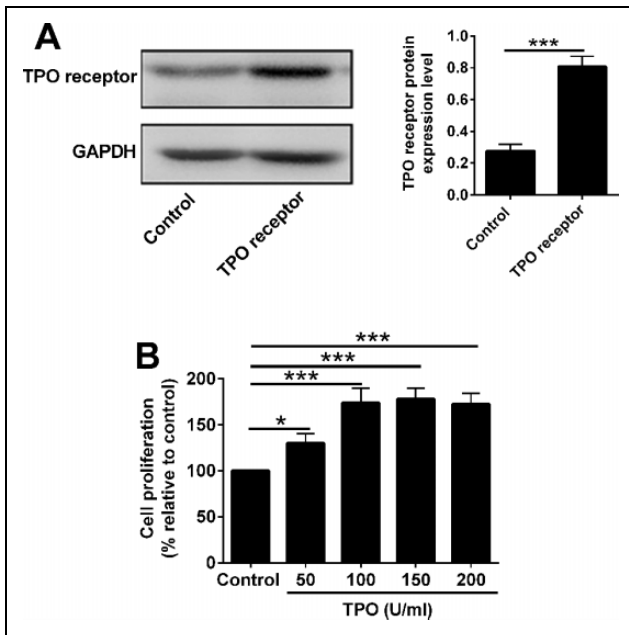 A
TPO receptor
GAPDH
Control
TPO receptor
TPO receptor protein
expression level
1.0
0.8
0.6
0.4
0.2
0.0
***
Control
TPO receptor
B
Cell proliferation
(% relative to control)
200
150
100
50
0
***
***
***
*
Control 50 100 150 200
TPO (U/ml)